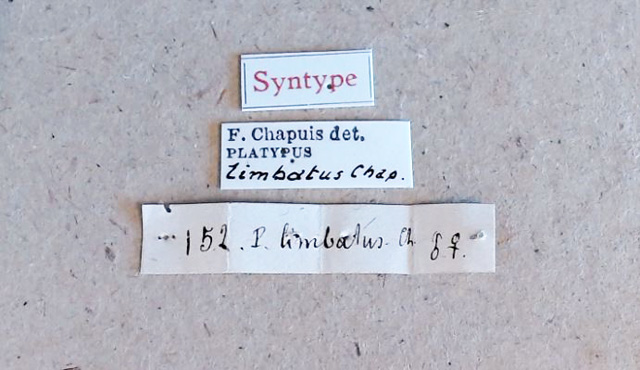 Syntype
F. Chapuis det.
PLATYPUS
limbatus Chap.
152. P. limbatus. Ch ♂♀.